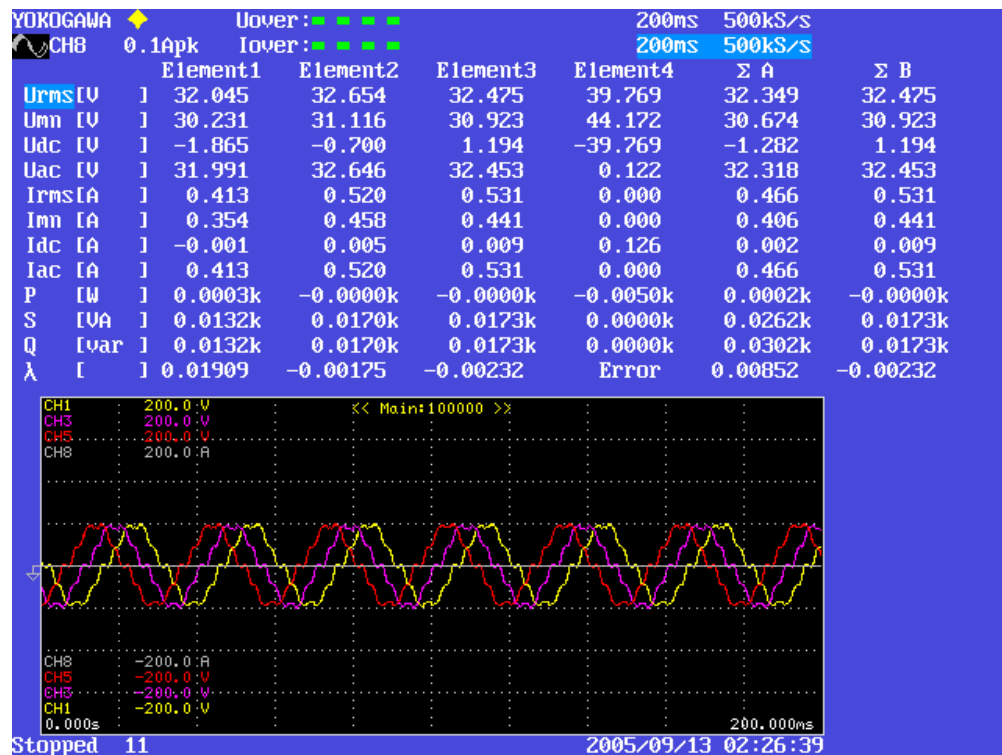 YOKOGAWA Uover: 200ms 500kS/s
CH8 0.1Apk Iover: 200ms 500kS/s
Element1 Element2 Element3 Element4 Σ A Σ B
Urms[V ] 32.045 32.654 32.475 39.769 32.349 32.475
Umn [V ] 30.231 31.116 30.923 44.172 30.674 30.923
Udc [V ] -1.865 -0.700 1.194 -39.769 -1.282 1.194
Uac [V ] 31.991 32.646 32.453 0.122 32.318 32.453
Irms[A ] 0.413 0.520 0.531 0.000 0.466 0.531
Imn [A ] 0.354 0.458 0.441 0.000 0.406 0.441
Idc [A ] -0.001 0.005 0.009 0.126 0.002 0.009
Iac [A ] 0.413 0.520 0.531 0.000 0.466 0.531
P [W ] 0.0003k -0.0000k -0.0000k -0.0050k 0.0002k -0.0000k
S [VA ] 0.0132k 0.0170k 0.0173k 0.0000k 0.0262k 0.0173k
Q [var ] 0.0132k 0.0170k 0.0173k 0.0000k 0.0302k 0.0173k
λ [ ] 0.01909 -0.00175 -0.00232 Error 0.00852 -0.00232
CH1 200.0 V << Main:100000 >>
CH3 200.0 V
CH5 200.0 V
CH8 200.0 A
CH8 -200.0 A
CH5 -200.0 V
CH3 -200.0 V
CH1 -200.0 V
0.000s 200.000ms
Stopped 11 2005/09/13 02:26:39